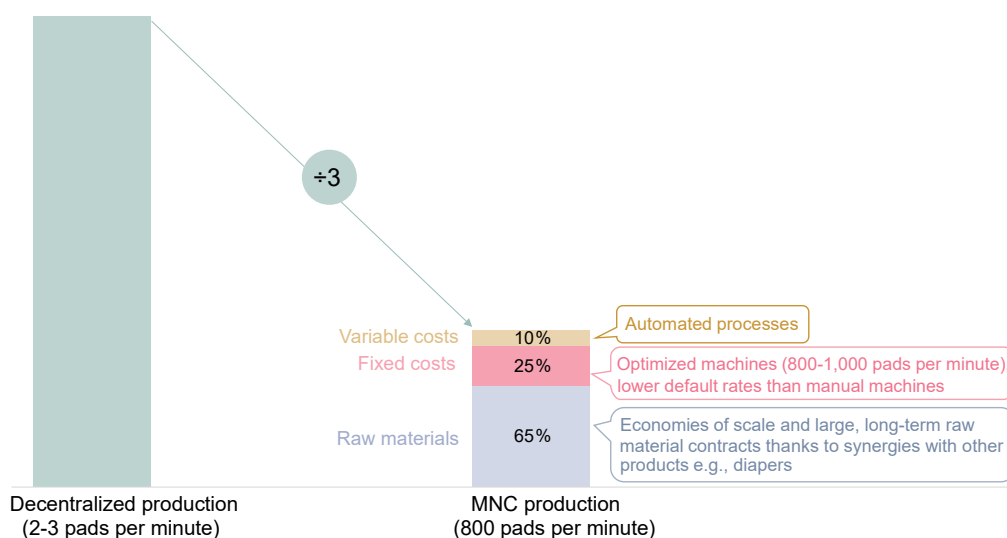 ÷3
Variable costs
10%
Automated processes
Fixed costs
25%
Optimized machines (800-1,000 pads per minute)
lower default rates than manual machines
Raw materials
65%
Economies of scale and large, long-term raw
material contracts thanks to synergies with other
products e.g., diapers
Decentralized production
(2-3 pads per minute)
MNC production
(800 pads per minute)